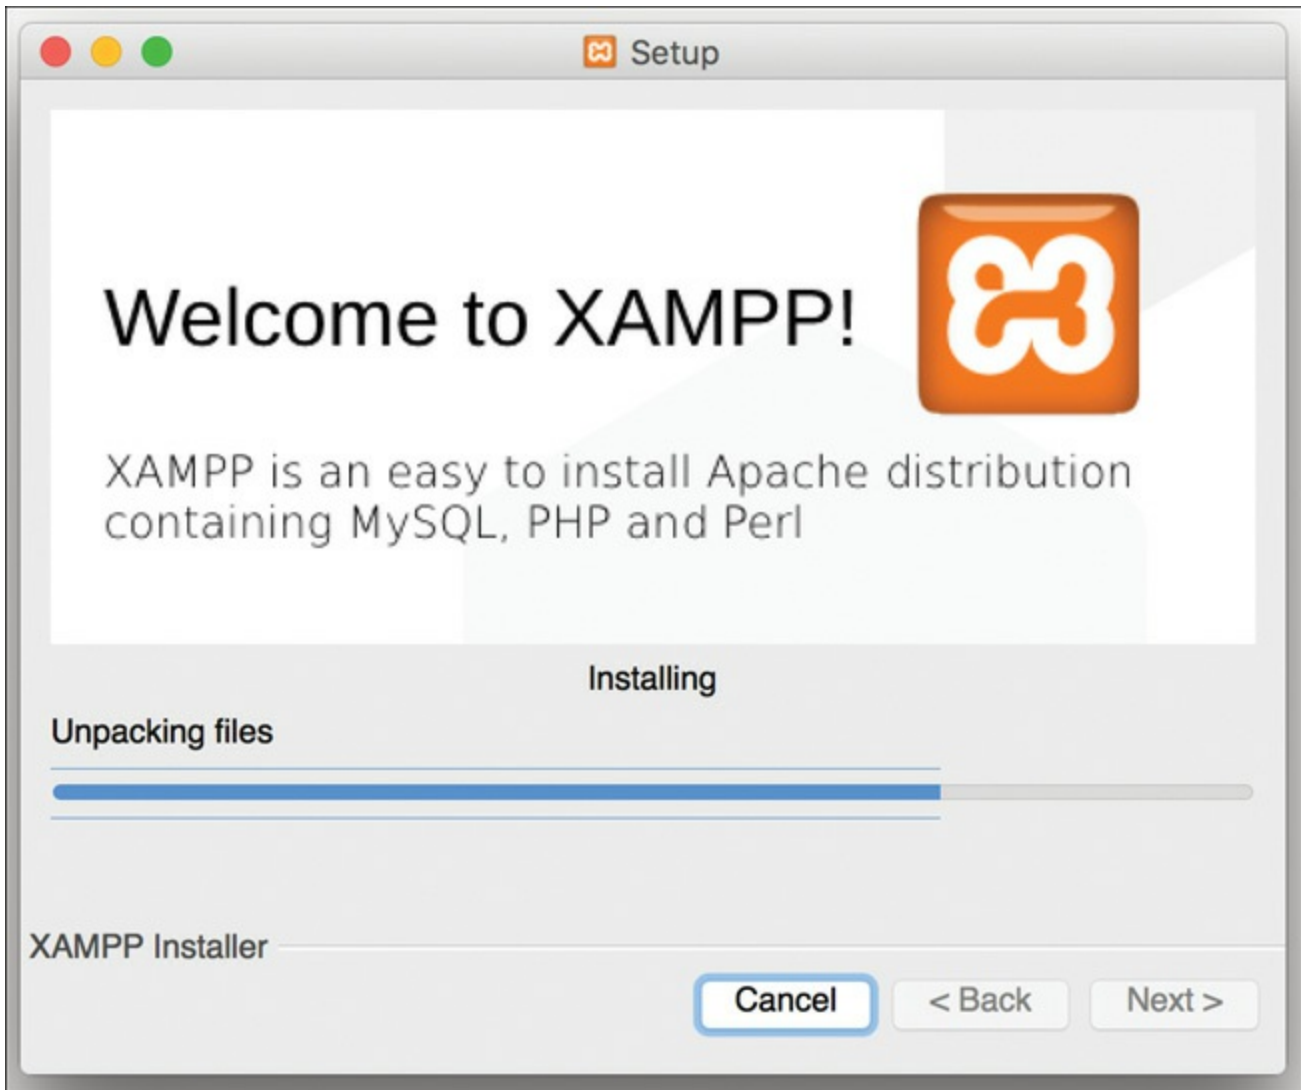 Setup
Welcome to XAMPP!
XAMPP is an easy to install Apache distribution
containing MySQL, PHP and Perl
Installing
Unpacking files
XAMPP Installer
Cancel
< Back
Next >